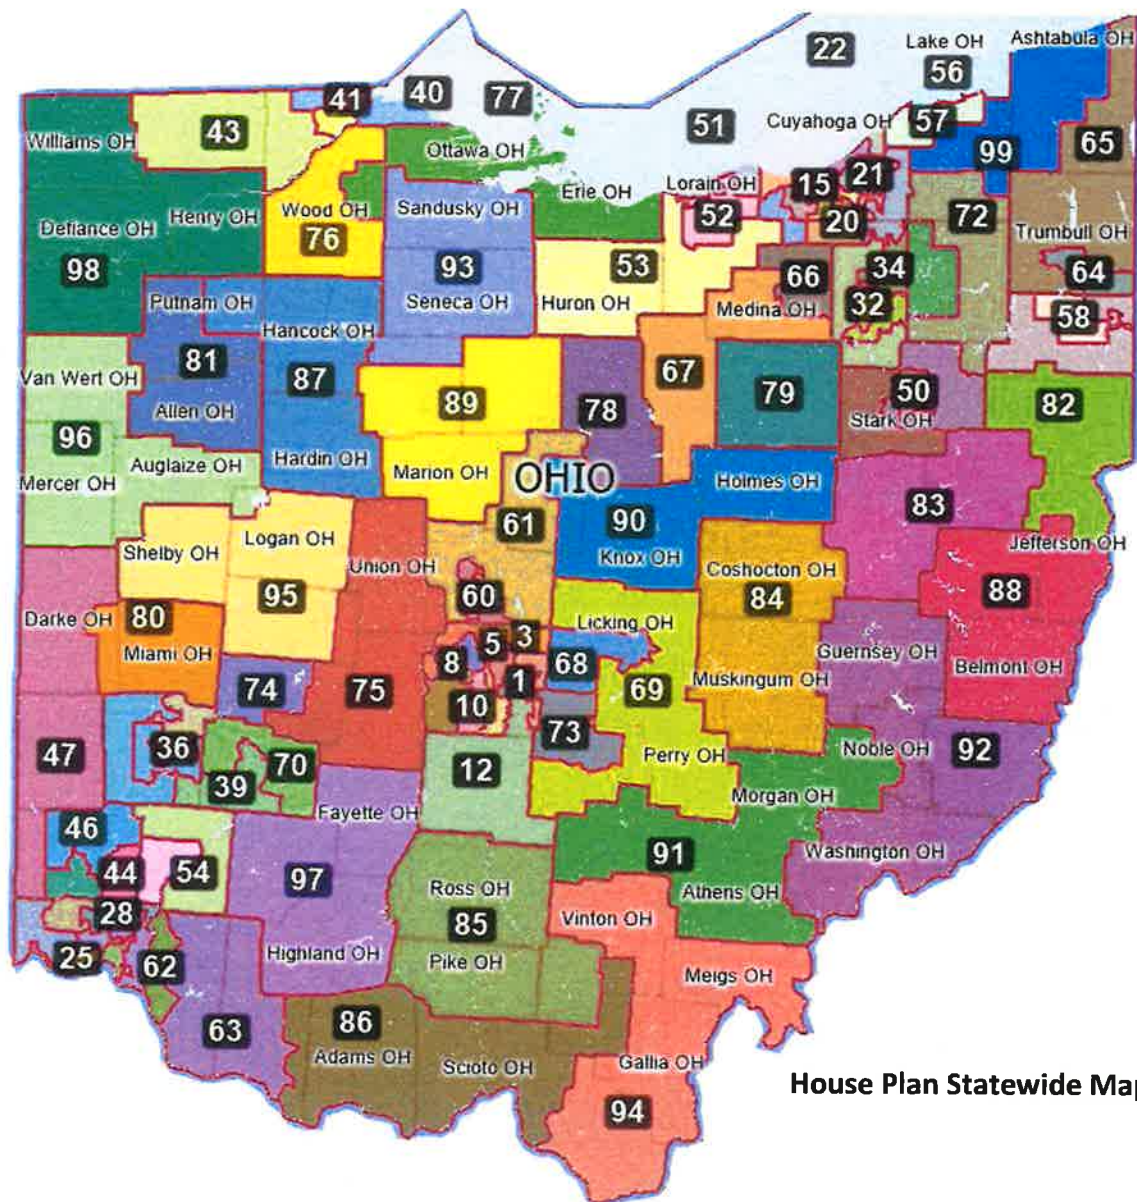 22
Lake OH
Ashtabula OH
56
40
77
41
51
Cuyahoga OH
57
43
Williams OH
Ottawa OH
99
65
Erie OH
Lorain OH
15
21
Henry OH
Wood OH
Sandusky OH
52
20
72
Defiance OH
76
Trumbull OH
98
93
53
66
34
64
Putnam OH
Seneca OH
Huron OH
Medina OH
32
58
Hancock OH
81
87
67
79
50
Van Wert OH
89
78
82
Allen OH
Stark OH
96
Auglaize OH
Hardin OH
Marion OH
OHIO
Holmes OH
Mercer OH
83
61
90
Logan OH
Shelby OH
Union OH
Knox OH
Jefferson OH
Coshocton OH
95
60
84
88
Darke OH
80
Licking OH
Miami OH
5
3
Guernsey OH
8
68
Belmont OH
74
75
1
69
Muskingum OH
10
47
36
73
Noble OH
92
70
12
Perry OH
39
Morgan OH
Fayette OH
46
Washington OH
44
54
97
91
Ross OH
Athens OH
28
85
Vinton OH
25
62
Highland OH
Pike OH
Meigs OH
63
86
Adams OH
Scioto OH
Gallia OH
House Plan Statewide Map
94